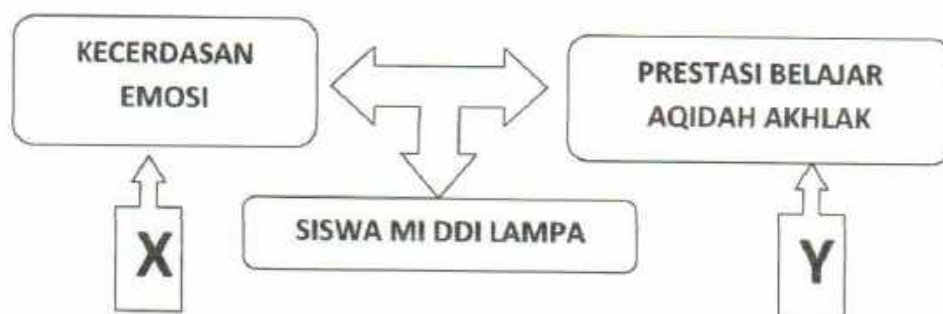 KECERDASAN
EMOSI
PRESTASI BELAJAR
AQIDAH AKHLAK
SISWA MI DDI LAMPA
X
Y